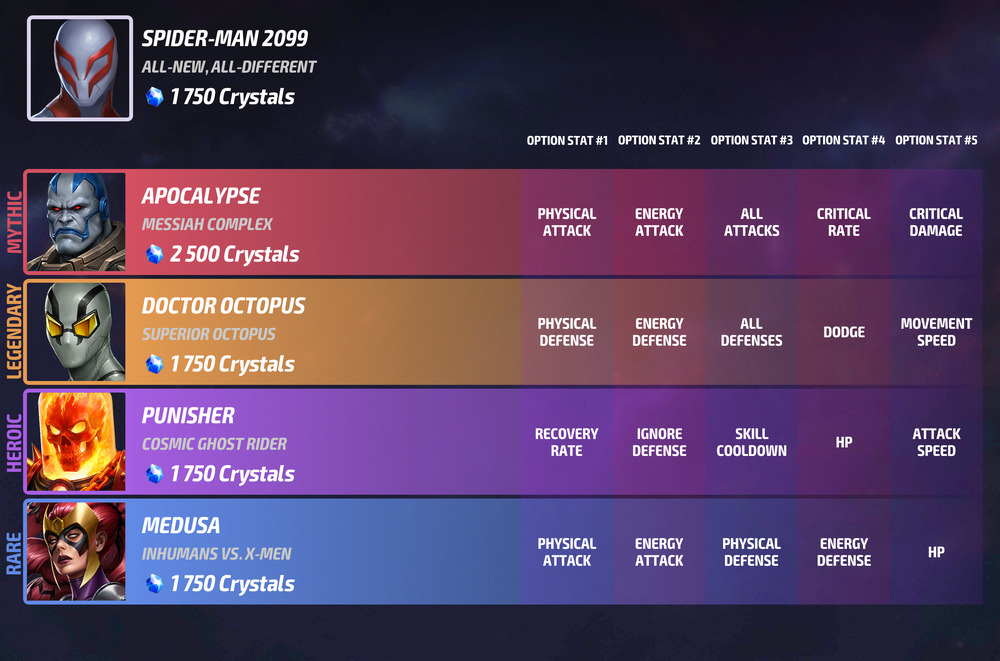 SPIDER-MAN 2099
ALL-NEW, ALL-DIFFERENT
1 750 Crystals
OPTION STAT #1 OPTION STAT #2 OPTION STAT #3 OPTION STAT #4 OPTION STAT #5
MYTHIC
APOCALYPSE
MESSIAH COMPLEX
2 500 Crystals
PHYSICAL
ATTACK
ENERGY
ATTACK
ALL
ATTACKS
CRITICAL
RATE
CRITICAL
DAMAGE
LEGENDARY
DOCTOR OCTOPUS
SUPERIOR OCTOPUS
1 750 Crystals
PHYSICAL
DEFENSE
ENERGY
DEFENSE
ALL
DEFENSES
DODGE
MOVEMENT
SPEED
HEROIC
PUNISHER
COSMIC GHOST RIDER
1 750 Crystals
RECOVERY
RATE
IGNORE
DEFENSE
SKILL
COOLDOWN
HP
ATTACK
SPEED
RARE
MEDUSA
INHUMANS VS. X-MEN
1 750 Crystals
PHYSICAL
ATTACK
ENERGY
ATTACK
PHYSICAL
DEFENSE
ENERGY
DEFENSE
HP